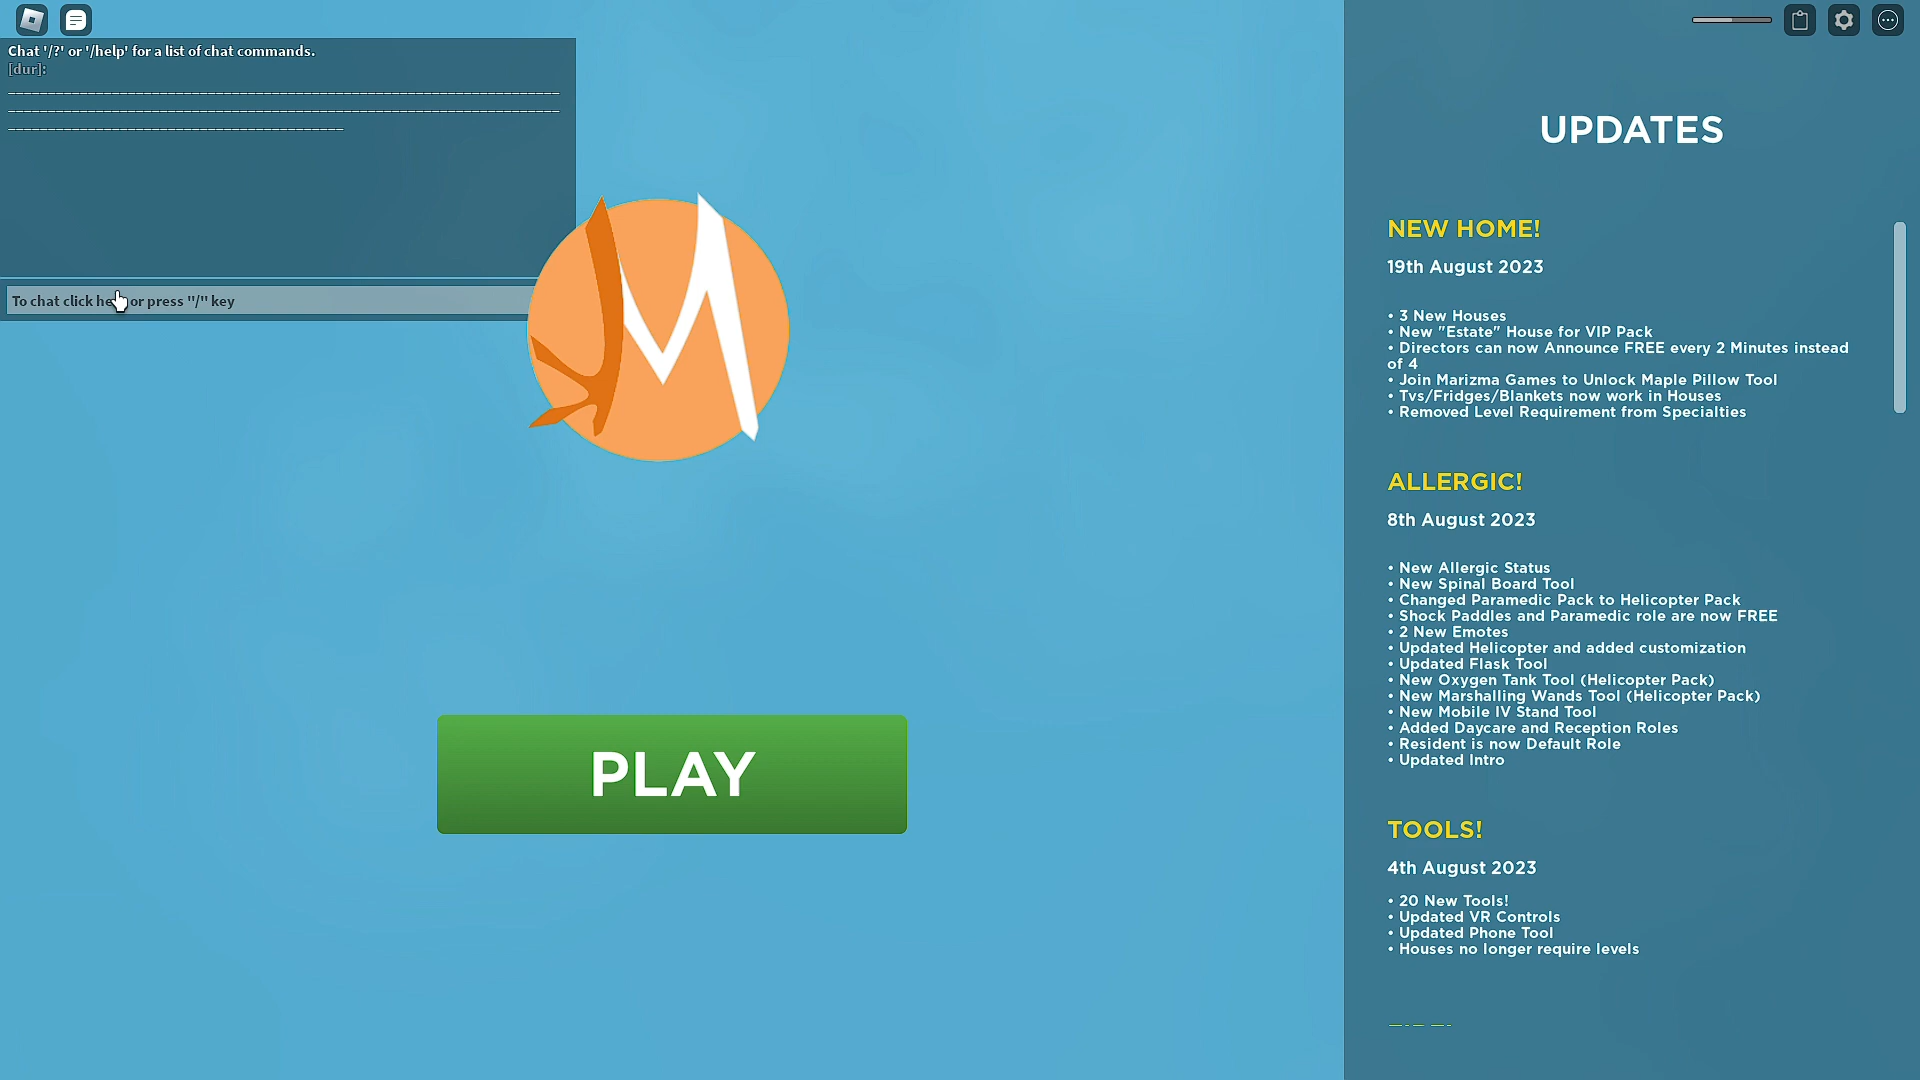 Chat '/?' or '/help' for a list of chat commands.
[dur]:
To chat click he or press "/" key
M
PLAY
UPDATES
NEW HOME!
19th August 2023
• 3 New Houses
• New "Estate" House for VIP Pack
• Directors can now Announce FREE every 2 Minutes instead
of 4
• Join Marizma Games to Unlock Maple Pillow Tool
• Tvs/Fridges/Blankets now work in Houses
• Removed Level Requirement from Specialties
ALLERGIC!
8th August 2023
• New Allergic Status
• New Spinal Board Tool
• Changed Paramedic Pack to Helicopter Pack
• Shock Paddles and Paramedic role are now FREE
• 2 New Emotes
• Updated Helicopter and added customization
• Updated Flask Tool
• New Oxygen Tank Tool (Helicopter Pack)
• New Marshalling Wands Tool (Helicopter Pack)
• New Mobile IV Stand Tool
• Added Daycare and Reception Roles
• Resident is now Default Role
• Updated Intro
TOOLS!
4th August 2023
• 20 New Tools!
• Updated VR Controls
• Updated Phone Tool
• Houses no longer require levels